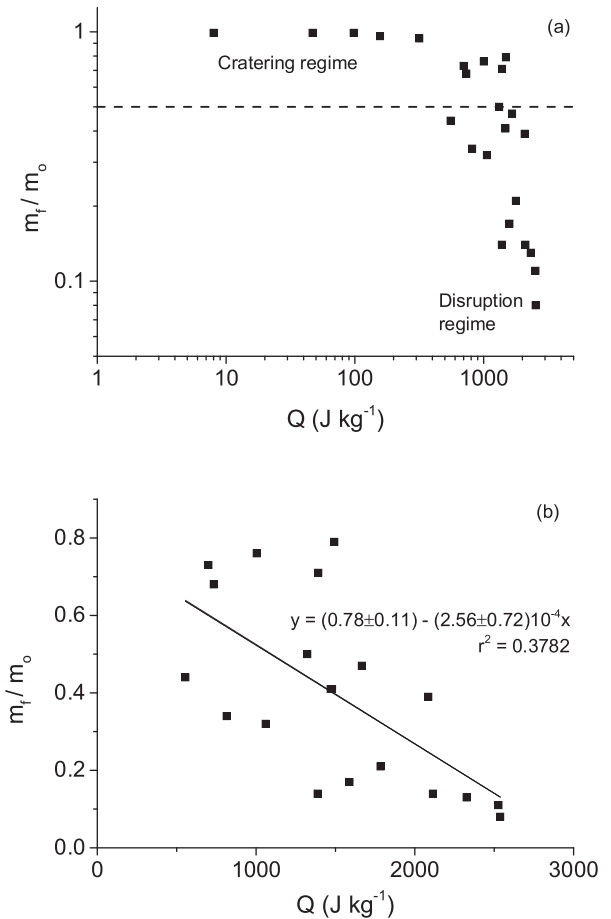 (a)
1
Cratering regime
m_f / m_o
0.1
Disruption
regime
1 10 100 1000
Q (J kg⁻¹)
(b)
0.8
y = (0.78±0.11) - (2.56±0.72)10⁻⁴x
r² = 0.3782
0.6
m_f / m_o
0.4
0.2
0.0
0 1000 2000 3000
Q (J kg⁻¹)